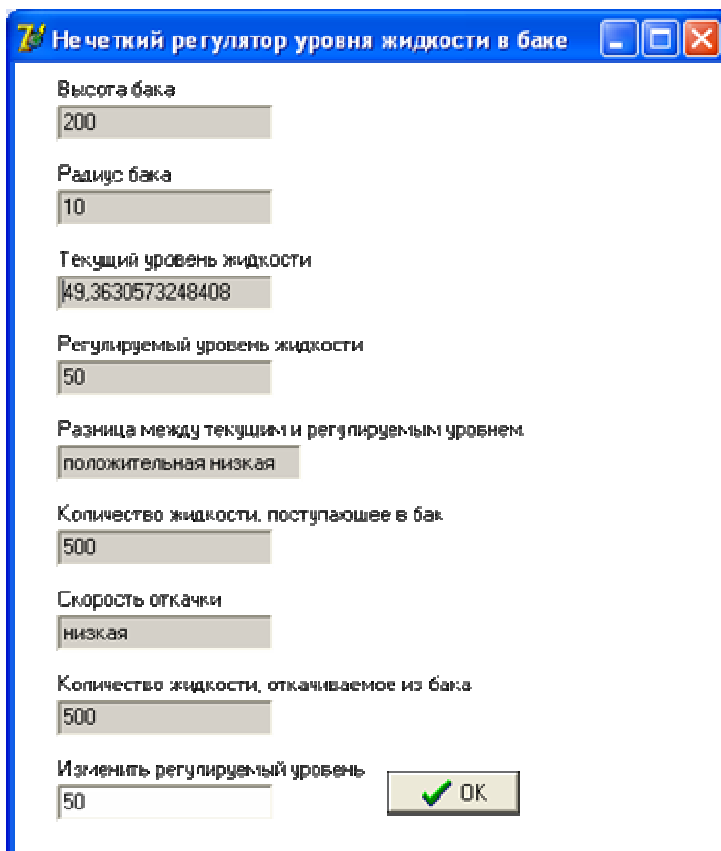 Нечеткий регулятор уровня жидкости в баке
Высота бака
200
Радиус бака
10
Текущий уровень жидкости
49,3630573248408
Регулируемый уровень жидкости
50
Разница между текущим и регулируемым уровнем
положительная низкая
Количество жидкости, поступающее в бак
500
Скорость откачки
низкая
Количество жидкости, откачиваемое из бака
500
Изменить регулируемый уровень
50
OK